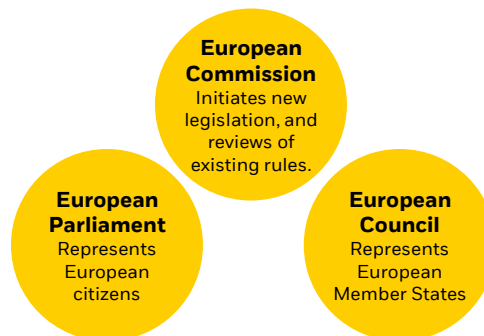 European
Commission
Initiates new
legislation, and
reviews of
existing rules.
European
Parliament
Represents
European
citizens
European
Council
Represents
European
Member States